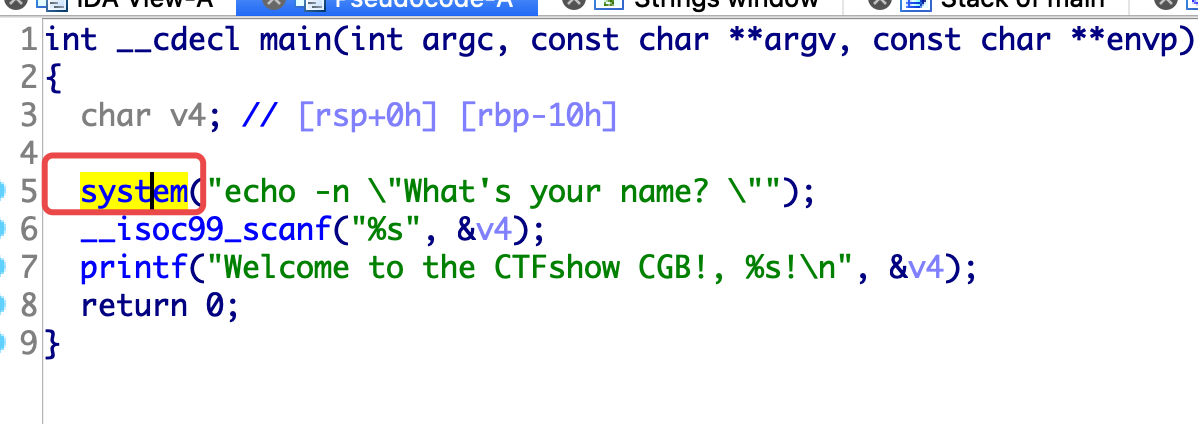 IDA View-A Pseudocode-A Strings window Stack of main
1 int __cdecl main(int argc, const char **argv, const char **envp)
2 {
3 char v4; // [rsp+0h] [rbp-10h]
4
5 system("echo -n \"What's your name? \"");
6 __isoc99_scanf("%s", &v4);
7 printf("Welcome to the CTFshow CGB!, %s!\n", &v4);
8 return 0;
9 }